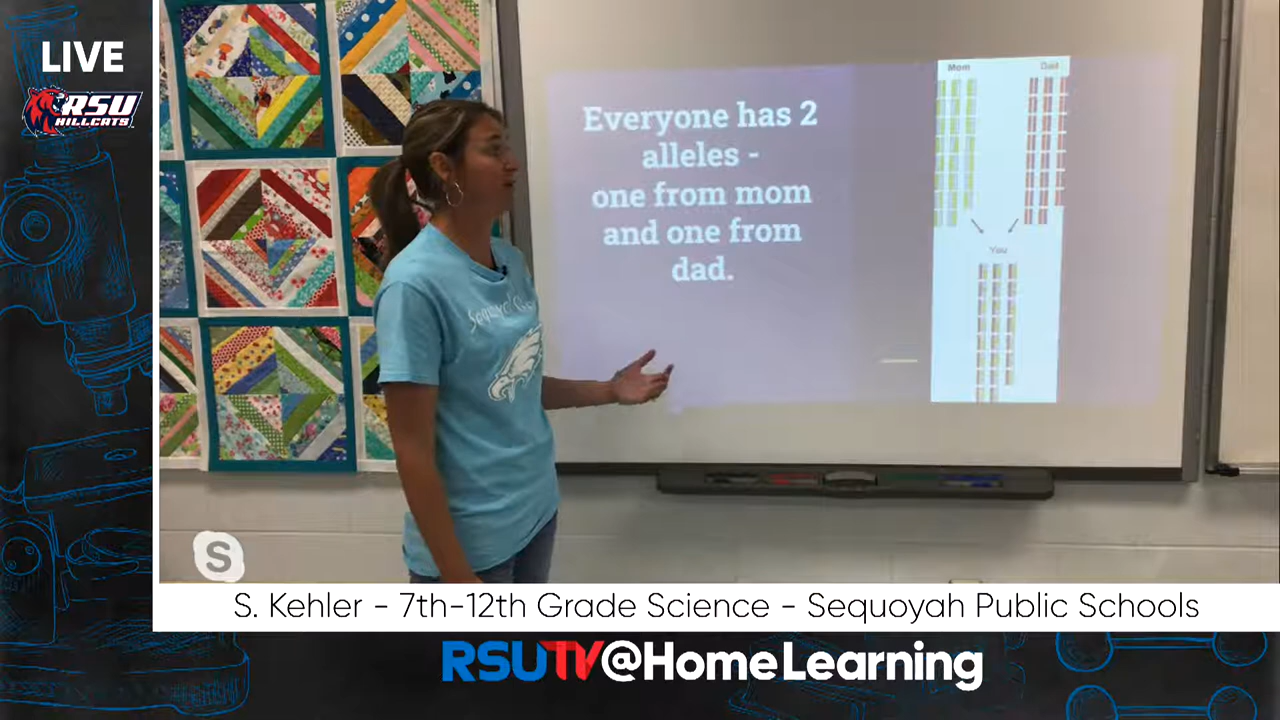 LIVE
RSU
HILLCATS
Everyone has 2
alleles -
one from mom
and one from
dad.
Mom
Dad
You
S
S. Kehler - 7th-12th Grade Science - Sequoyah Public Schools
RSUTV@HomeLearning